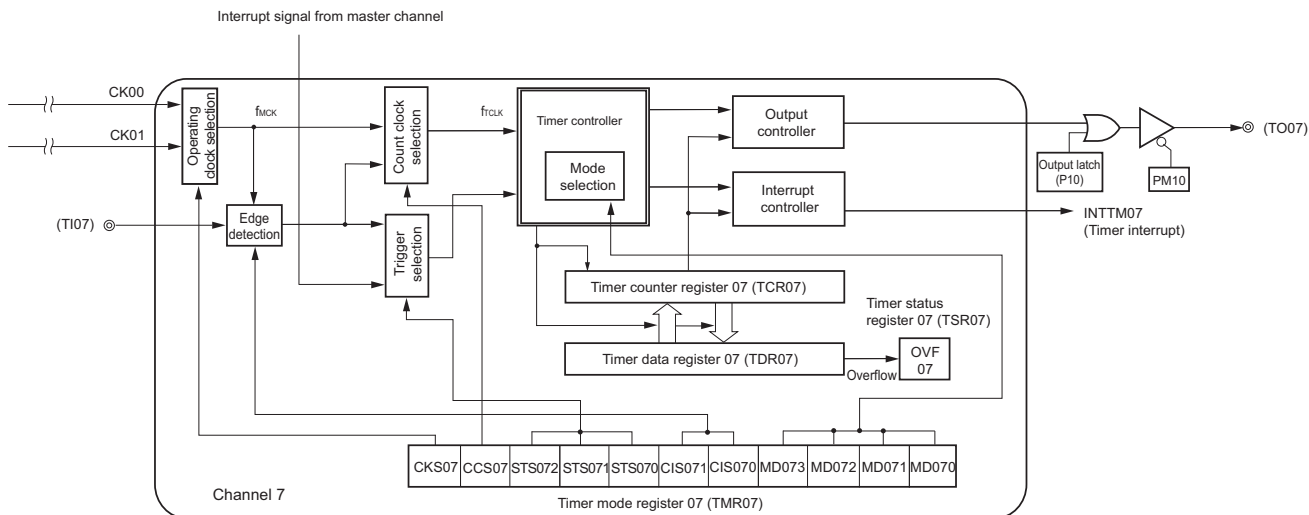 Interrupt signal from master channel
CK00
CK01
Operating
clock selection
fMCK
Count clock
selection
fTCLK
Timer controller
Mode
selection
Output
controller
Interrupt
controller
Output latch
(P10)
PM10
(TO07)
INTTM07
(Timer interrupt)
(TI07)
Edge
detection
Trigger
selection
Timer counter register 07 (TCR07)
Timer status
register 07 (TSR07)
Timer data register 07 (TDR07)
Overflow
OVF
07
CKS07 CCS07 STS072 STS071 STS070 CIS071 CIS070 MD073 MD072 MD071 MD070
Channel 7
Timer mode register 07 (TMR07)